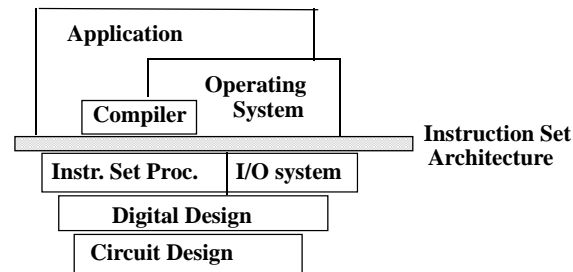 Application
Operating
System
Compiler
Instruction Set
Architecture
Instr. Set Proc.
I/O system
Digital Design
Circuit Design